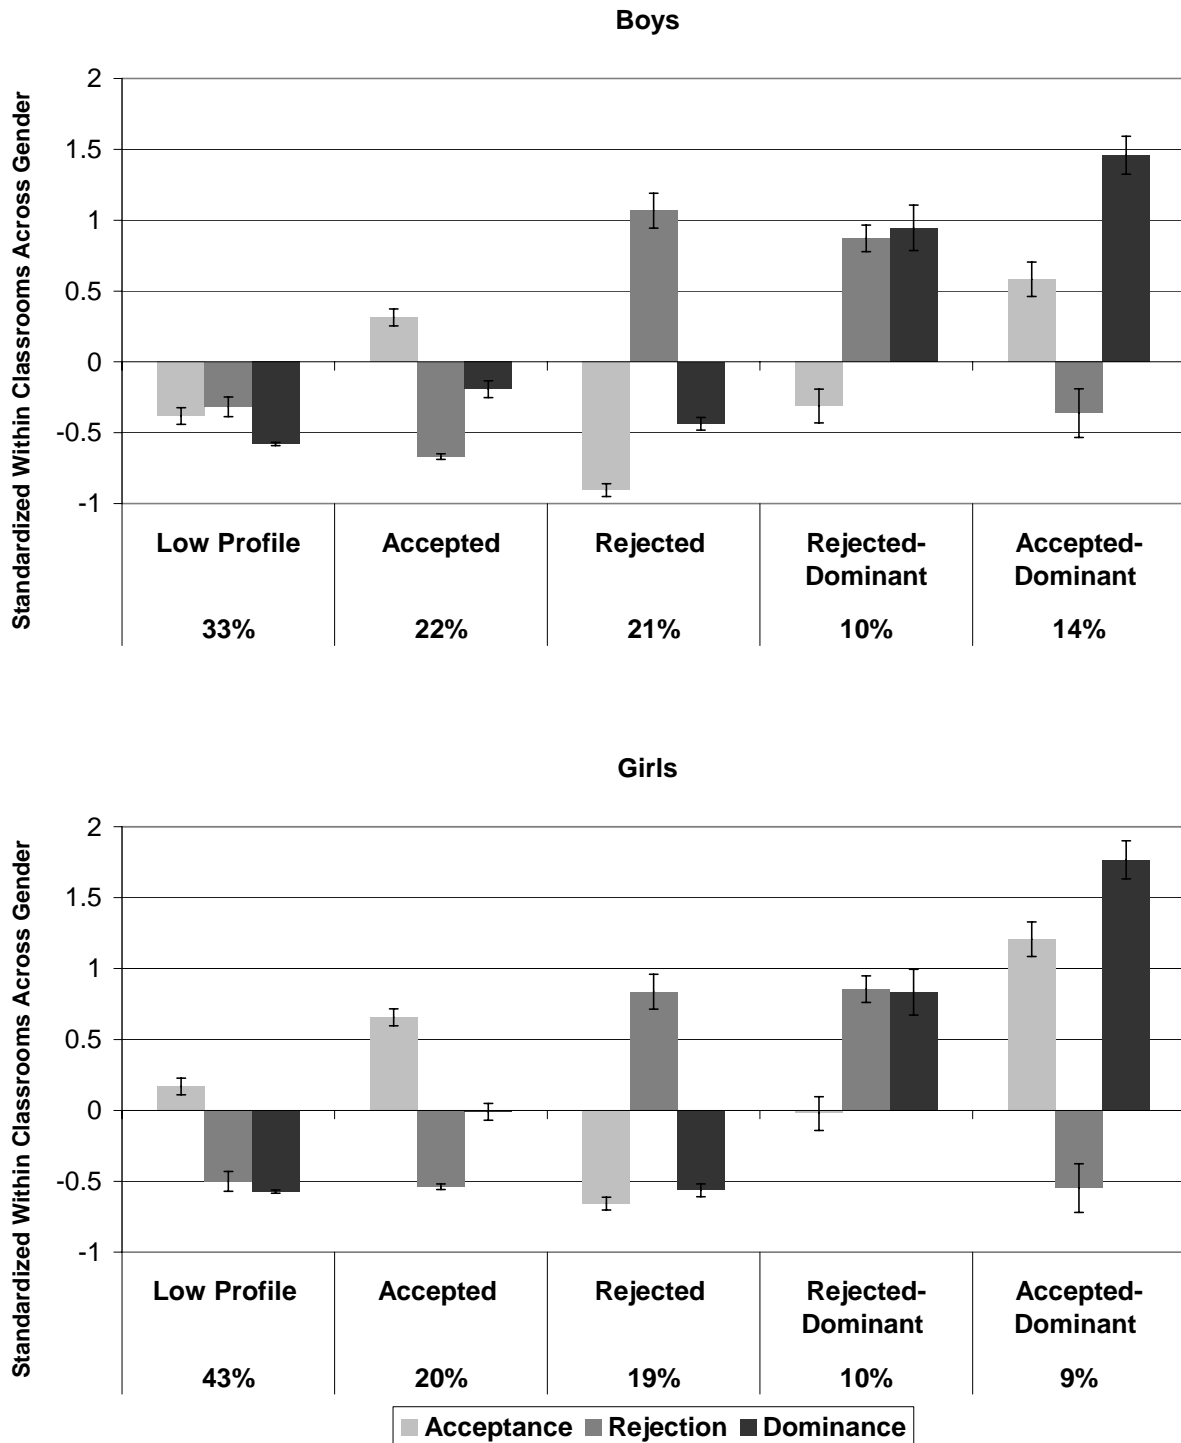 Boys
Standardized Within Classrooms Across Gender
2
1.5
1
0.5
0
-0.5
-1
Low Profile Accepted Rejected Rejected- Accepted-
Dominant Dominant
33% 22% 21% 10% 14%
Girls
Standardized Within Classrooms Across Gender
2
1.5
1
0.5
0
-0.5
-1
Low Profile Accepted Rejected Rejected- Accepted-
Dominant Dominant
43% 20% 19% 10% 9%
Acceptance Rejection Dominance